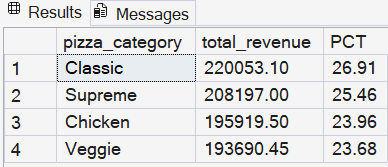 Results Messages
pizza_category total_revenue PCT
1 Classic 220053.10 26.91
2 Supreme 208197.00 25.46
3 Chicken 195919.50 23.96
4 Veggie 193690.45 23.68